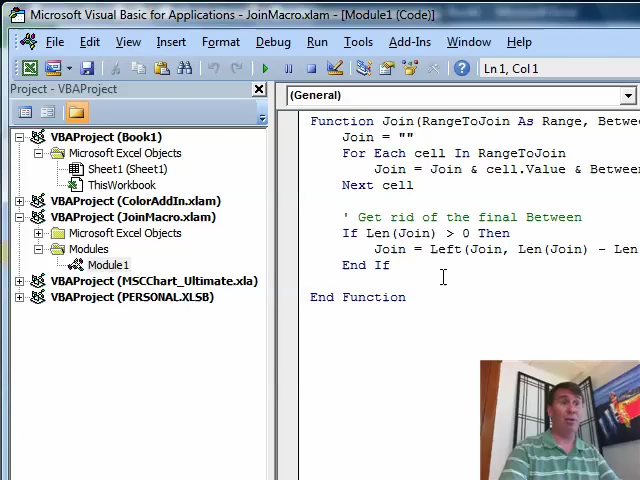 Microsoft Visual Basic for Applications - JoinMacro.xlam - [Module1 (Code)]
File Edit View Insert Format Debug Run Tools Add-Ins Window Help
Ln 1, Col 1
Project - VBAProject
(General)
VBAProject (Book1)
Microsoft Excel Objects
Sheet1 (Sheet1)
ThisWorkbook
VBAProject (ColorAddIn.xlam)
VBAProject (JoinMacro.xlam)
Microsoft Excel Objects
Modules
Module1
VBAProject (MSCChart_Ultimate.xla)
VBAProject (PERSONAL.XLSB)
Function Join(RangeToJoin As Range, Betwe
Join = ""
For Each cell In RangeToJoin
Join = Join & cell.Value & Betwe
Next cell
' Get rid of the final Between
If Len(Join) > 0 Then
Join = Left(Join, Len(Join) - Len
End If
End Function